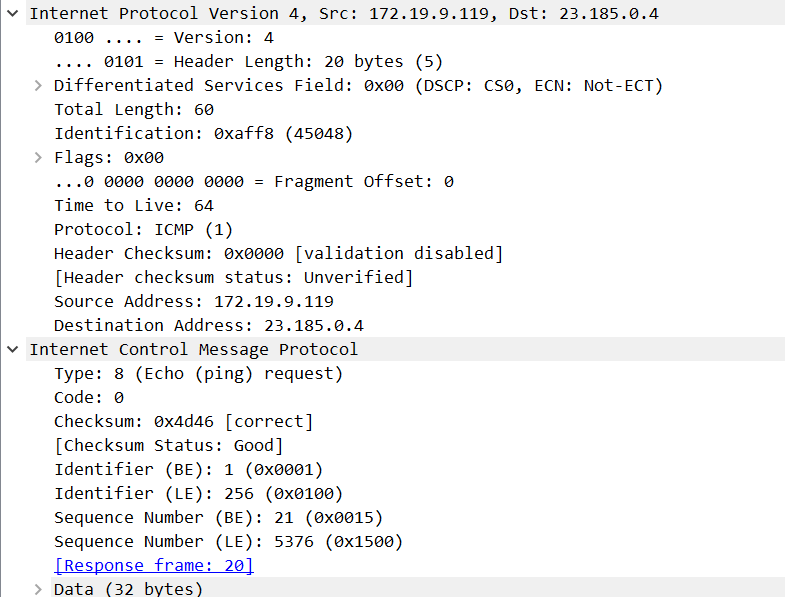 Internet Protocol Version 4, Src: 172.19.9.119, Dst: 23.185.0.4
0100 .... = Version: 4
.... 0101 = Header Length: 20 bytes (5)
Differentiated Services Field: 0x00 (DSCP: CS0, ECN: Not-ECT)
Total Length: 60
Identification: 0xaff8 (45048)
Flags: 0x00
...0 0000 0000 0000 = Fragment Offset: 0
Time to Live: 64
Protocol: ICMP (1)
Header Checksum: 0x0000 [validation disabled]
[Header checksum status: Unverified]
Source Address: 172.19.9.119
Destination Address: 23.185.0.4
Internet Control Message Protocol
Type: 8 (Echo (ping) request)
Code: 0
Checksum: 0x4d46 [correct]
[Checksum Status: Good]
Identifier (BE): 1 (0x0001)
Identifier (LE): 256 (0x0100)
Sequence Number (BE): 21 (0x0015)
Sequence Number (LE): 5376 (0x1500)
[Response frame: 20]
Data (32 bytes)